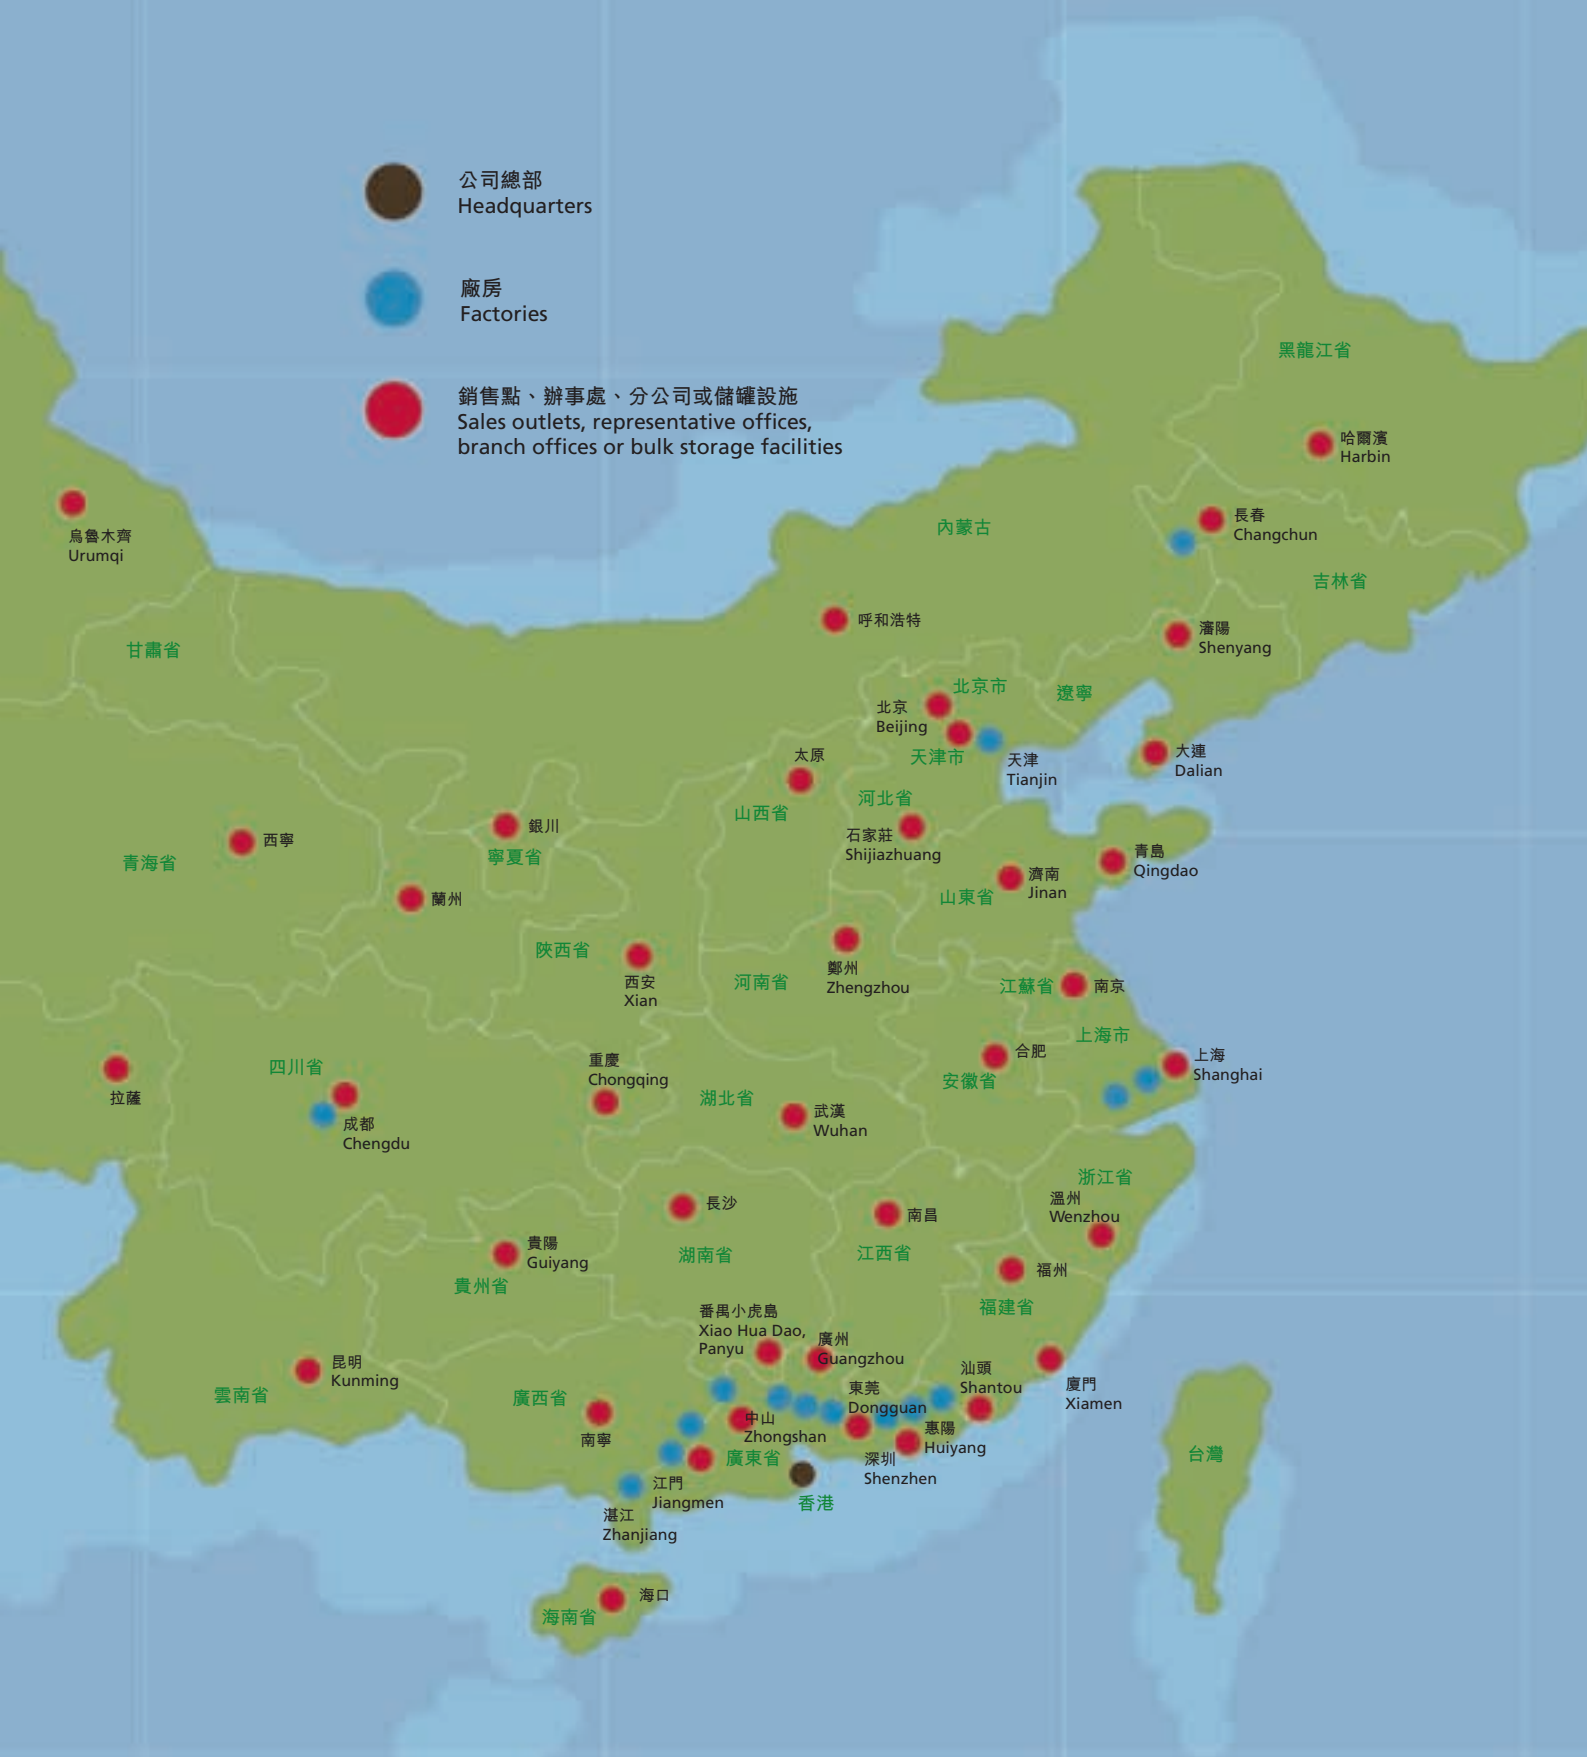 公司總部
Headquarters
廠房
Factories
銷售點、辦事處、分公司或儲罐設施
Sales outlets, representative offices,
branch offices or bulk storage facilities
黑龍江省
哈爾濱
Harbin
烏魯木齊
Urumqi
內蒙古
長春
Changchun
吉林省
呼和浩特
瀋陽
Shenyang
甘肅省
北京市
遼寧
北京
Beijing
天津市
天津
Tianjin
大連
Dalian
太原
山西省
河北省
石家莊
Shijiazhuang
西寧
青海省
銀川
寧夏省
蘭州
濟南
Jinan
山東省
青島
Qingdao
陝西省
西安
Xian
河南省
鄭州
Zhengzhou
江蘇省
南京
上海市
上海
Shanghai
合肥
安徽省
拉薩
四川省
成都
Chengdu
重慶
Chongqing
湖北省
武漢
Wuhan
浙江省
溫州
Wenzhou
長沙
湖南省
南昌
江西省
貴陽
Guiyang
貴州省
福州
福建省
番禺小虎島
Xiao Hua Dao,
Panyu
廣州
Guangzhou
昆明
Kunming
雲南省
廣西省
南寧
東莞
Dongguan
汕頭
Shantou
廈門
Xiamen
中山
Zhongshan
惠陽
Huiyang
廣東省
深圳
Shenzhen
江門
Jiangmen
香港
湛江
Zhanjiang
台灣
海口
海南省